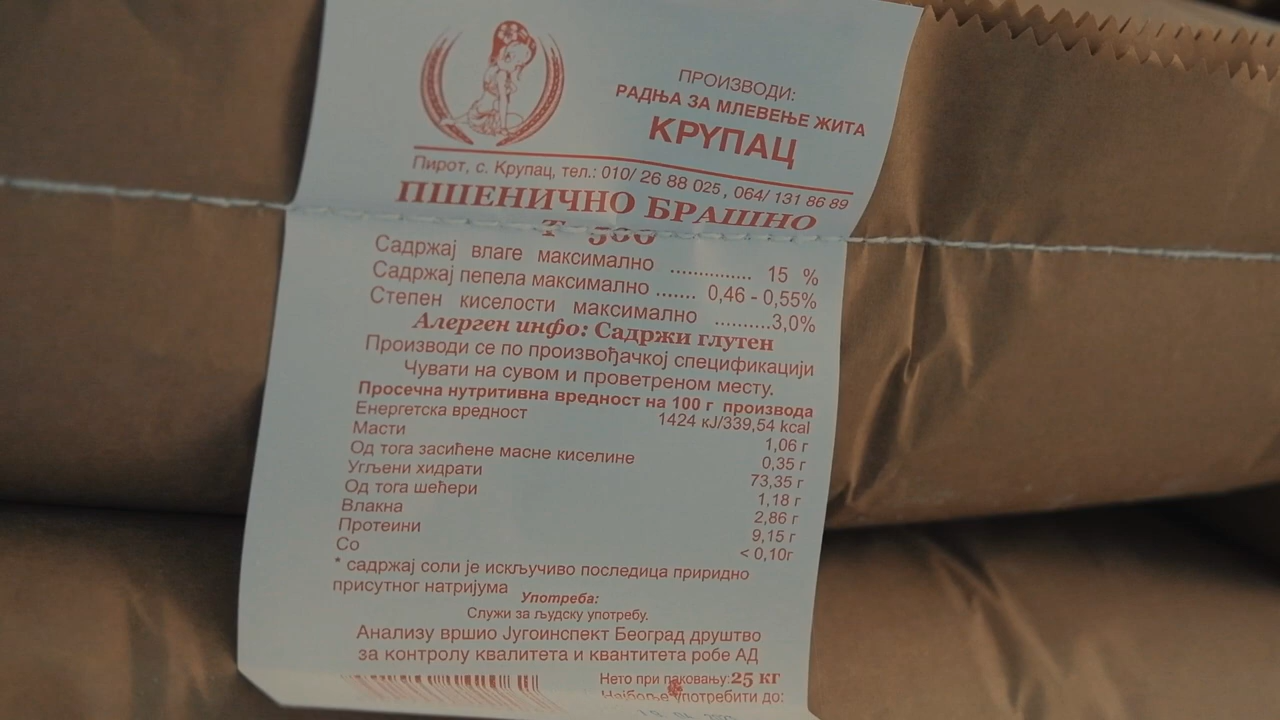 ПРОИЗВОДИ:
РАДЊА ЗА МЛЕВЕЊЕ ЖИТА
КРУПАЦ
Пирот, с. Крупац, тел.: 010/ 26 88 025, 064/ 131 86 89
ПШЕНИЧНО БРАШНО
Т 500
Садржај влаге максимално ............... 15 %
Садржај пепела максимално ....... 0,46 - 0,55%
Степен киселости максимално ..........3,0%
Алерген инфо: Садржи глутен
Производи се по произвођачкој спецификацији
Чувати на сувом и проветреном месту.
Просечна нутритивна вредност на 100 г производа
Енергетска вредност 1424 кЈ/339,54 kcal
Масти 1,06 г
Од тога засићене масне киселине 0,35 г
Угљени хидрати 73,35 г
Од тога шећери 1,18 г
Влакна 2,86 г
Протеини 9,15 г
Со < 0,10г
* садржај соли је искључиво последица приридно
присутног натријума
Употреба:
Служи за људску употребу.
Анализу вршио Југоинспект Београд друштво
за контролу квалитета и квантитета робе АД
Нето при паковању: 25 кг
Најбоље употребити до: